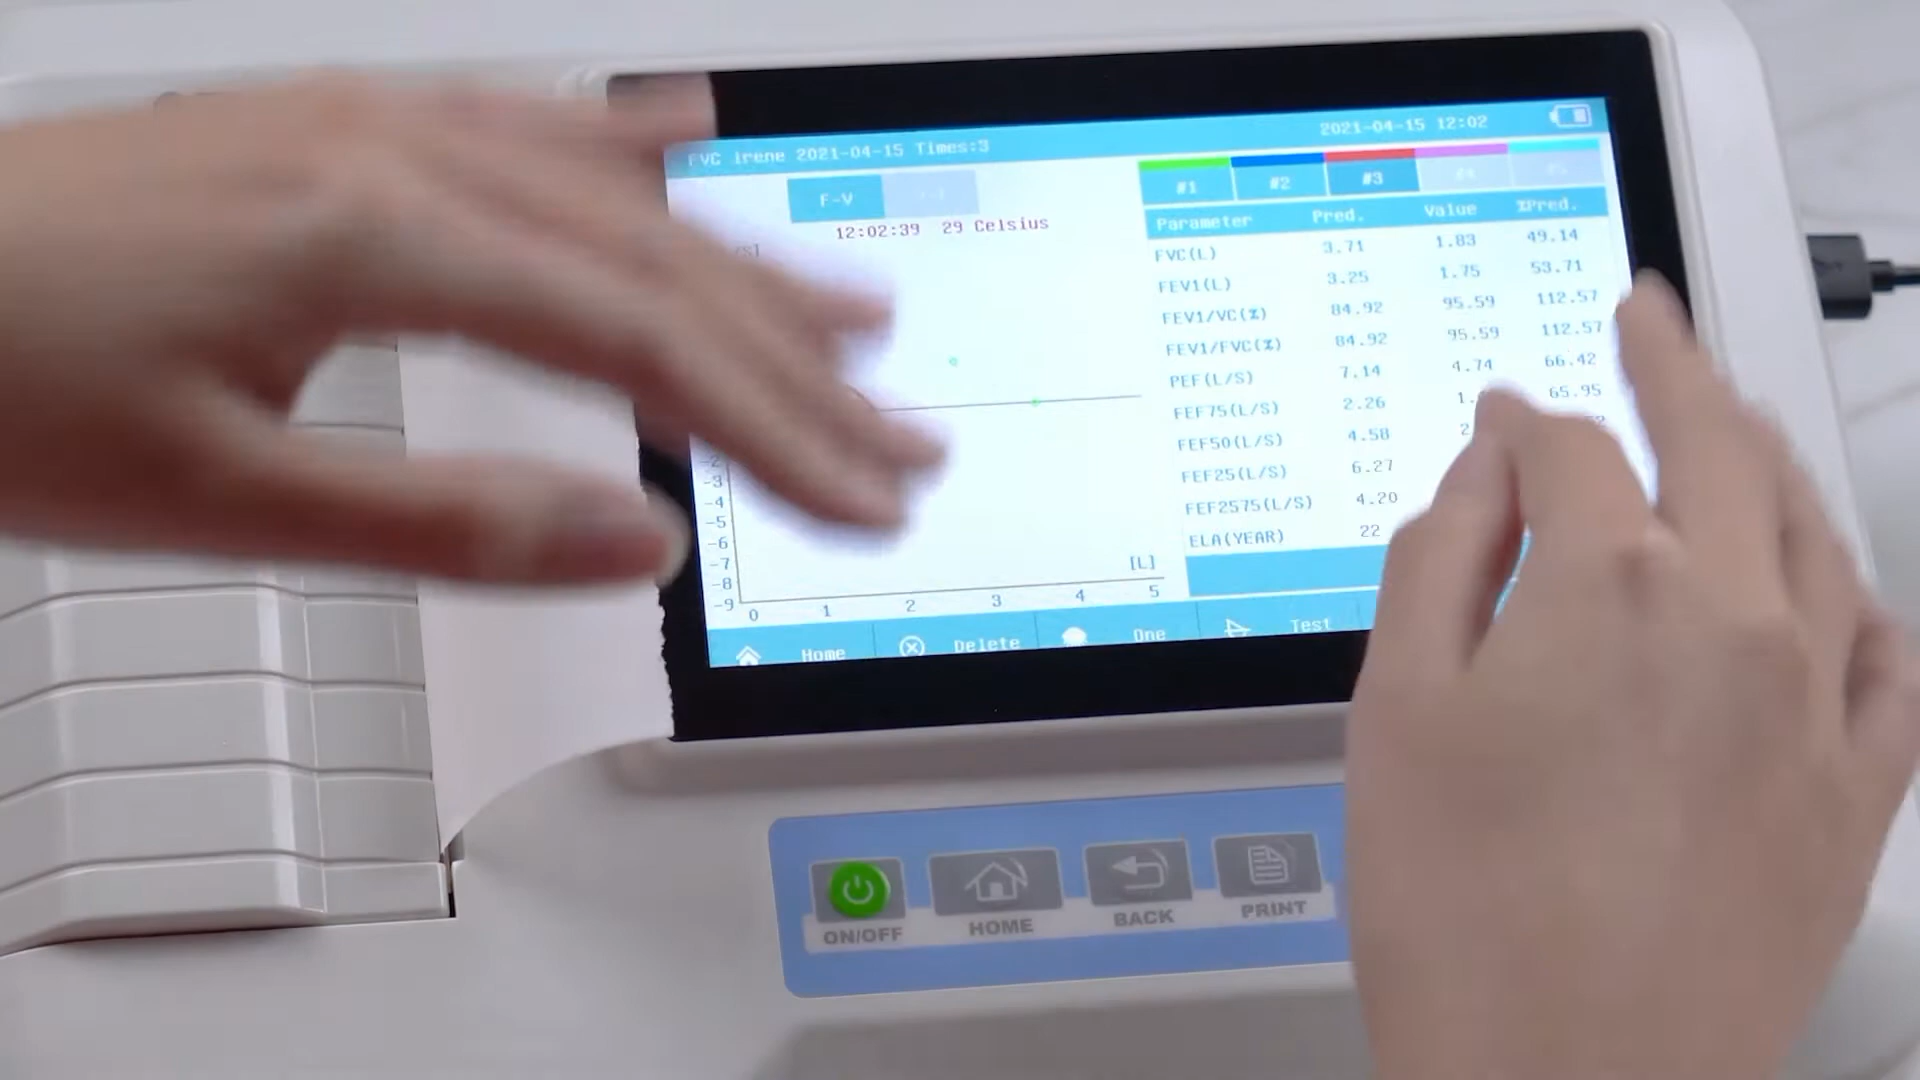 2021-04-15 12:02
FVC irene 2021-04-15 Times:3
F-V
#1 #2 #3 #4 #5
12:02:39 29 Celsius
Parameter Pred. Value %Pred.
FVC(L) 3.71 1.83 49.14
FEV1(L) 3.25 1.75 53.71
FEV1/VC(%) 84.92 95.59 112.57
FEV1/FVC(%) 84.92 95.59 112.57
PEF(L/S) 7.14 4.74 66.42
FEF75(L/S) 2.26 65.95
FEF50(L/S) 4.58
FEF25(L/S) 6.27
FEF2575(L/S) 4.20
ELA(YEAR) 22
-2
-3
-4
-5
-6
-7
-8
-9
[L]
0 1 2 3 4 5
Home Delete One Test
ON/OFF HOME BACK PRINT